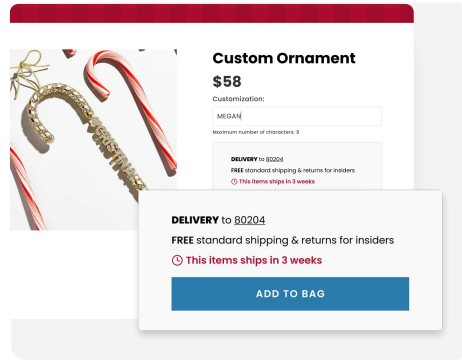 Custom Ornament
$58
Customization:
MEGAN
Maximum number of characters: 9
DELIVERY to 80204
FREE standard shipping & returns for insiders
This items ships in 3 weeks
DELIVERY to 80204
FREE standard shipping & returns for insiders
This items ships in 3 weeks
ADD TO BAG